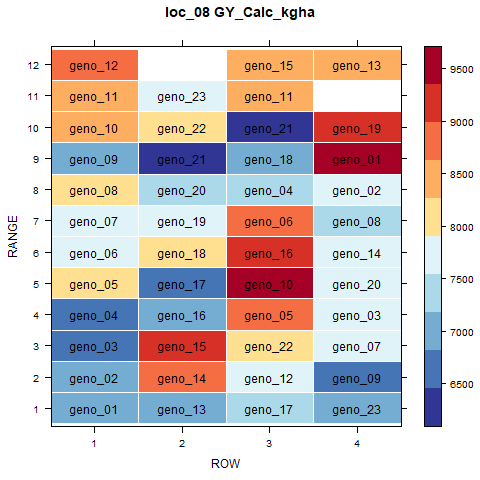 loc_08 GY_Calc_kgha
12 geno_12 geno_15 geno_13 9500
11 geno_11 geno_23 geno_11
10 geno_10 geno_22 geno_21 geno_19 9000
9 geno_09 geno_21 geno_18 geno_01
8 geno_08 geno_20 geno_04 geno_02 8500
7 geno_07 geno_19 geno_06 geno_08 8000
RANGE
6 geno_06 geno_18 geno_16 geno_14
5 geno_05 geno_17 geno_10 geno_20 7500
4 geno_04 geno_16 geno_05 geno_03
3 geno_03 geno_15 geno_22 geno_07 7000
2 geno_02 geno_14 geno_12 geno_09 6500
1 geno_01 geno_13 geno_17 geno_23
1 2 3 4
ROW